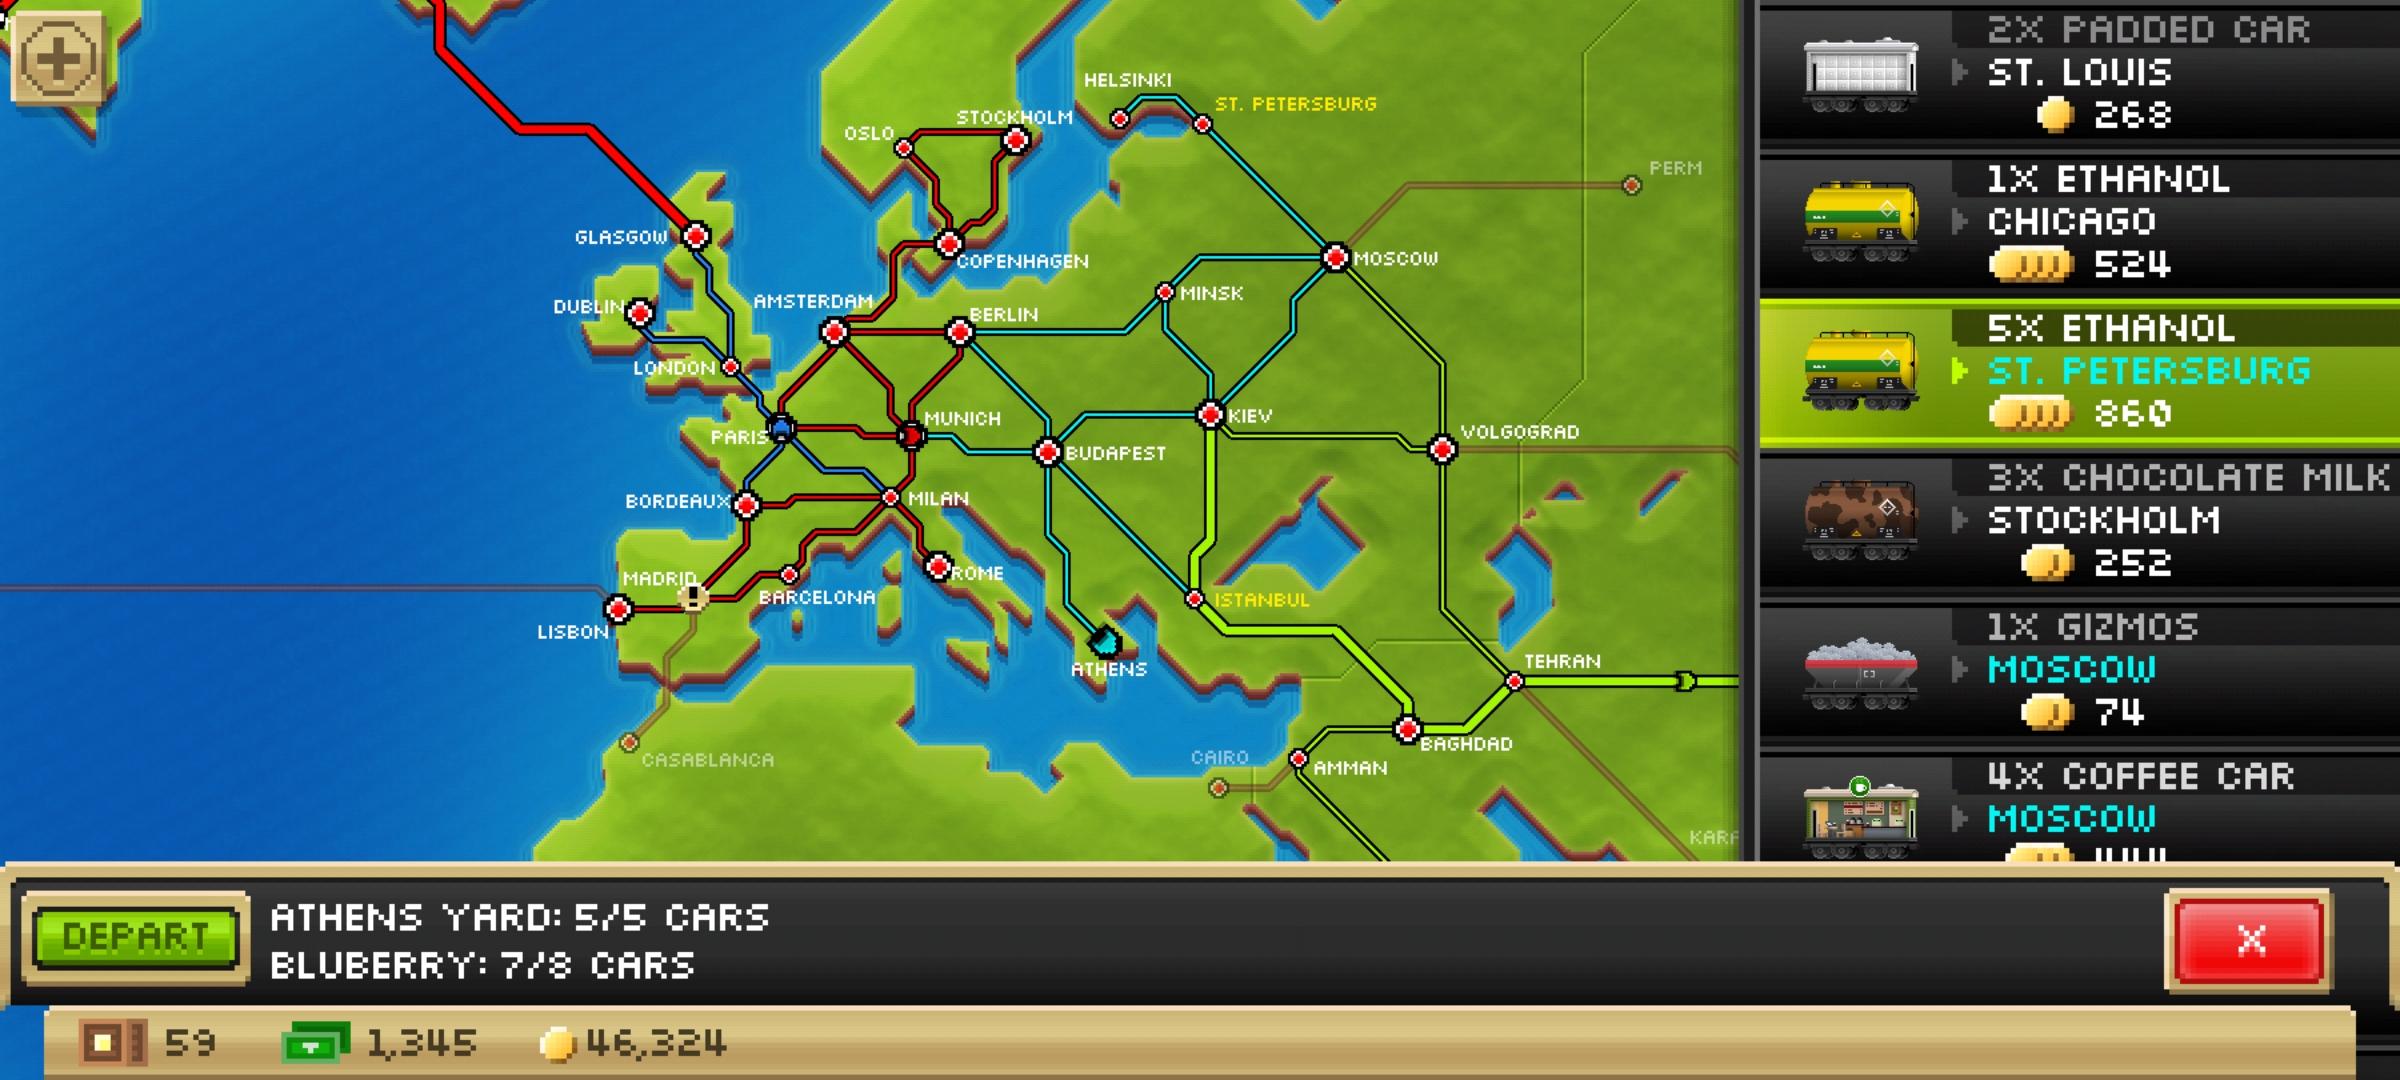 HELSINKI
ST. PETERSBURG
STOCKHOLM
OSLO
PERM
GLASGOW
MOSCOW
COPENHAGEN
DUBLIN
AMSTERDAM
BERLIN
MINSK
LONDON
PARIS
MUNICH
KIEV
VOLGOGRAD
BUDAPEST
BORDEAUX
MILAN
MADRID
ROME
BARCELONA
ISTANBUL
LISBON
ATHENS
TEHRAN
BAGHDAD
CASABLANCA
CAIRO
AMMAN
KARA
2X PADDED CAR
ST. LOUIS
268
1X ETHANOL
CHICAGO
524
5X ETHANOL
ST. PETERSBURG
860
3X CHOCOLATE MILK
STOCKHOLM
252
1X GIZMOS
MOSCOW
74
4X COFFEE CAR
MOSCOW
DEPART
ATHENS YARD: 5/5 CARS
BLUBERRY: 7/8 CARS
X
59
1,345
46,324